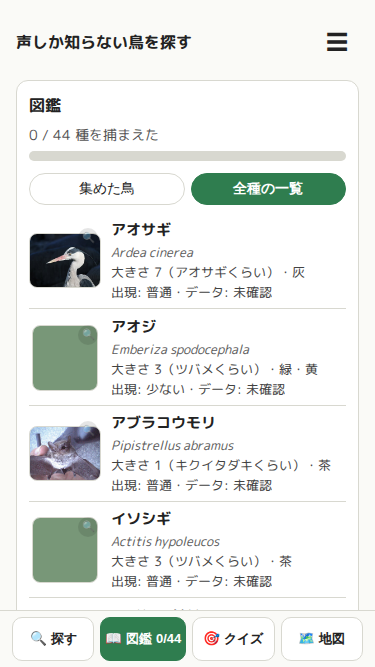 声しか知らない鳥を探す
図鑑
0 / 44 種を捕まえた
集めた鳥
全種の一覧
アオサギ
Ardea cinerea
大きさ 7（アオサギくらい）・灰
出現: 普通・データ: 未確認
アオジ
Emberiza spodocephala
大きさ 3（ツバメくらい）・緑・黄
出現: 少ない・データ: 未確認
アブラコウモリ
Pipistrellus abramus
大きさ 1（キクイタダキくらい）・茶
出現: 普通・データ: 未確認
イソシギ
Actitis hypoleucos
大きさ 3（ツバメくらい）・茶
出現: 普通・データ: 未確認
探す
図鑑 0/44
クイズ
地図